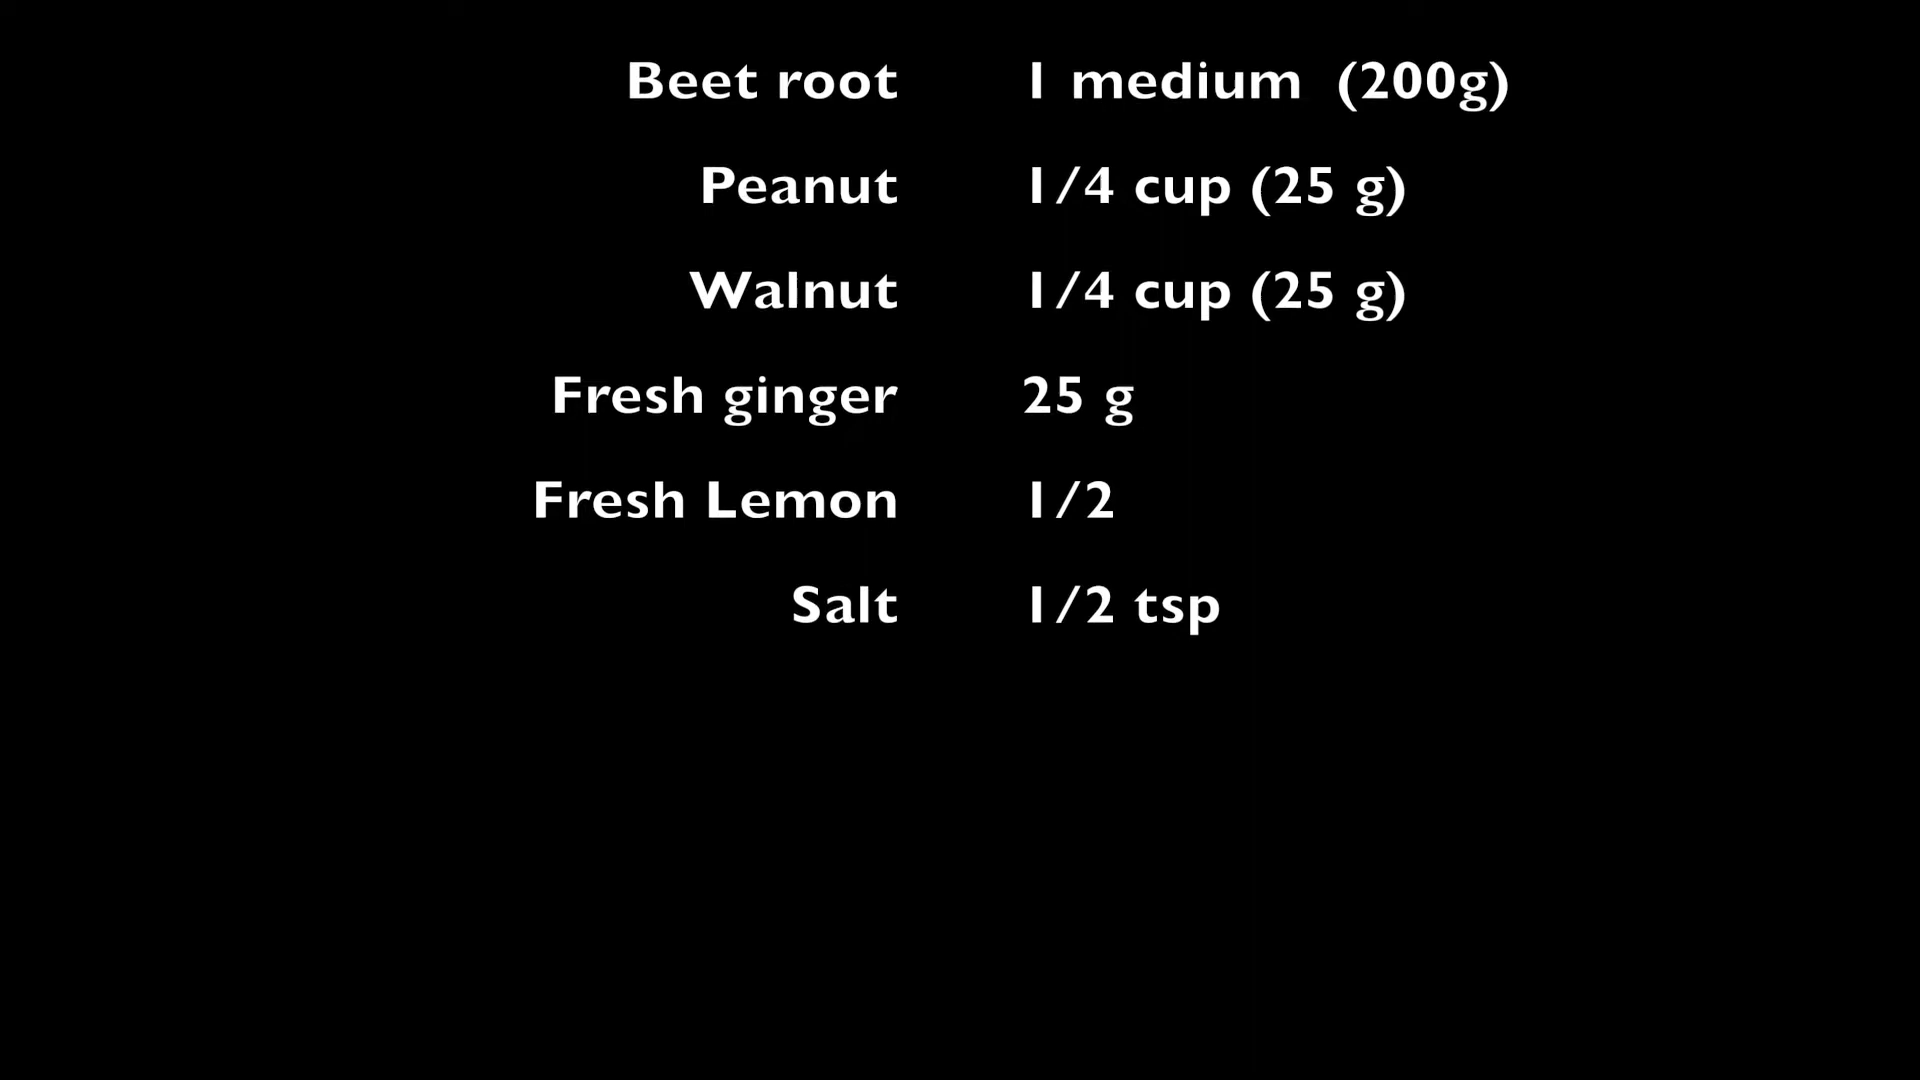 Beet root 1 medium (200g)
Peanut 1/4 cup (25 g)
Walnut 1/4 cup (25 g)
Fresh ginger 25 g
Fresh Lemon 1/2
Salt 1/2 tsp